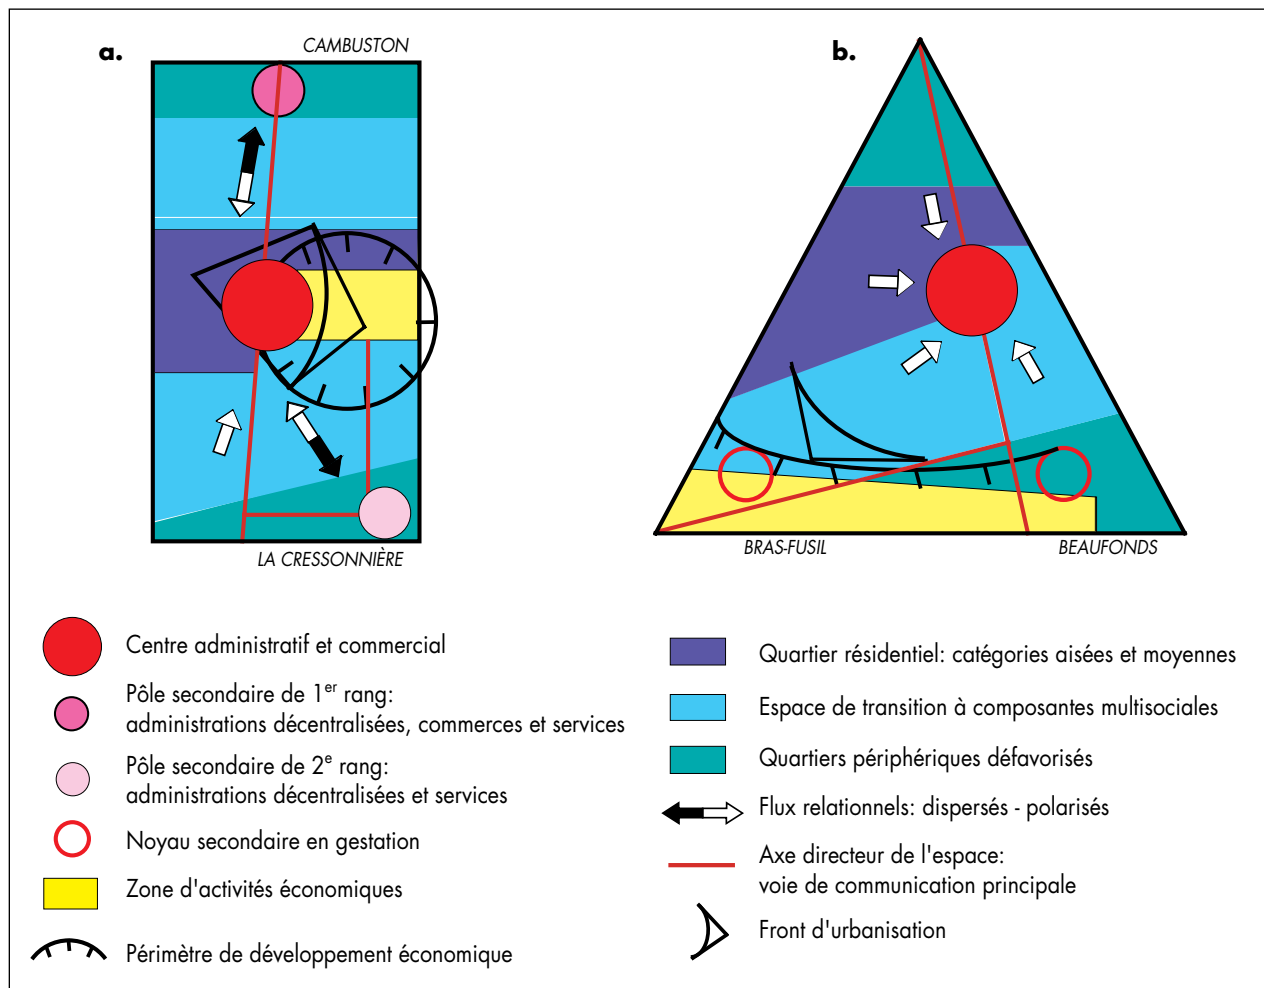 a.
CAMBUSTON
LA CRESSONNIÈRE
b.
BRAS-FUSIL
BEAUFONDS
Centre administratif et commercial
Pôle secondaire de 1er rang:
administrations décentralisées, commerces et services
Pôle secondaire de 2e rang:
administrations décentralisées et services
Noyau secondaire en gestation
Zone d'activités économiques
Périmètre de développement économique
Quartier résidentiel: catégories aisées et moyennes
Espace de transition à composantes multisociales
Quartiers périphériques défavorisés
Flux relationnels: dispersés - polarisés
Axe directeur de l'espace:
voie de communication principale
Front d'urbanisation